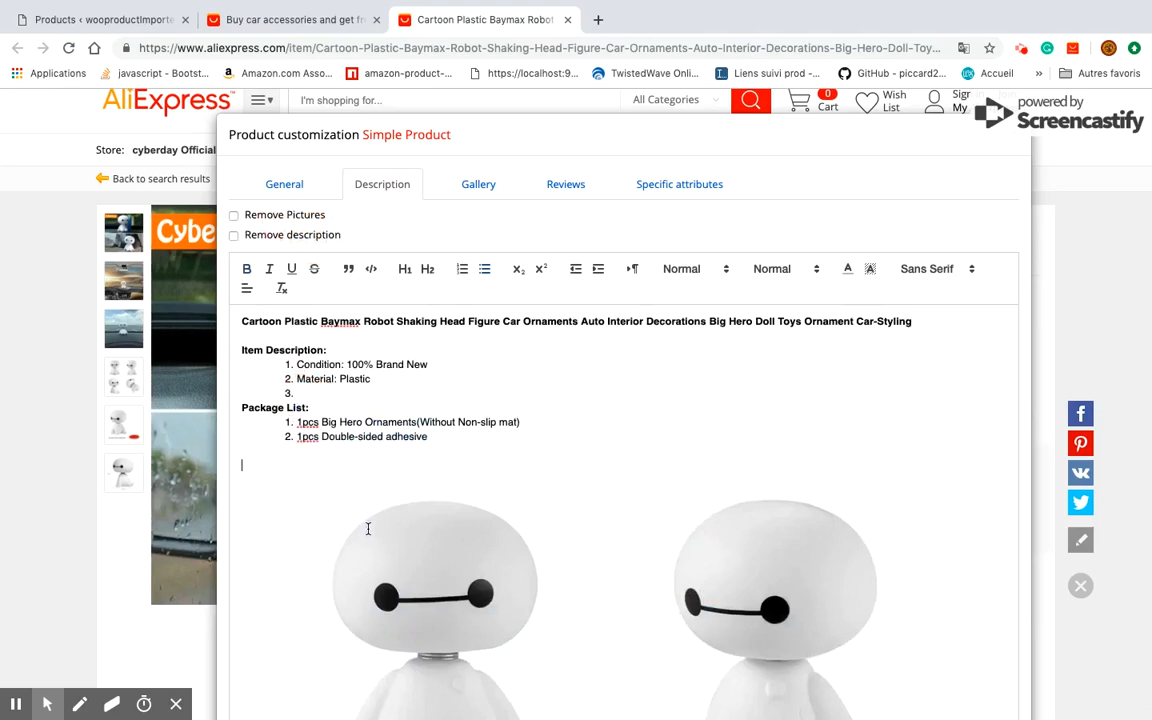 Products ‹ wooproductImporte
Buy car accessories and get fr
Cartoon Plastic Baymax Robot
https://www.aliexpress.com/item/Cartoon-Plastic-Baymax-Robot-Shaking-Head-Figure-Car-Ornaments-Auto-Interior-Decorations-Big-Hero-Doll-Toy...
Applications
javascript - Bootst...
Amazon.com Asso...
amazon-product-...
https://localhost:9...
TwistedWave Onli...
Liens suivi prod -...
GitHub - piccard2...
Accueil
»
Autres favoris
AliExpress
I'm shopping for...
All Categories
0
Cart
Wish
List
Sign
My
powered by
Screencastify
Store: cyberday Official
Back to search results
Cybe
Product customization Simple Product
General
Description
Gallery
Reviews
Specific attributes
Remove Pictures
Remove description
B I U S H1 H2 X2 X2 Normal Normal A A Sans Serif
Cartoon Plastic Baymax Robot Shaking Head Figure Car Ornaments Auto Interior Decorations Big Hero Doll Toys Ornament Car-Styling
Item Description:
1. Condition: 100% Brand New
2. Material: Plastic
3.
Package List:
1. 1pcs Big Hero Ornaments(Without Non-slip mat)
2. 1pcs Double-sided adhesive